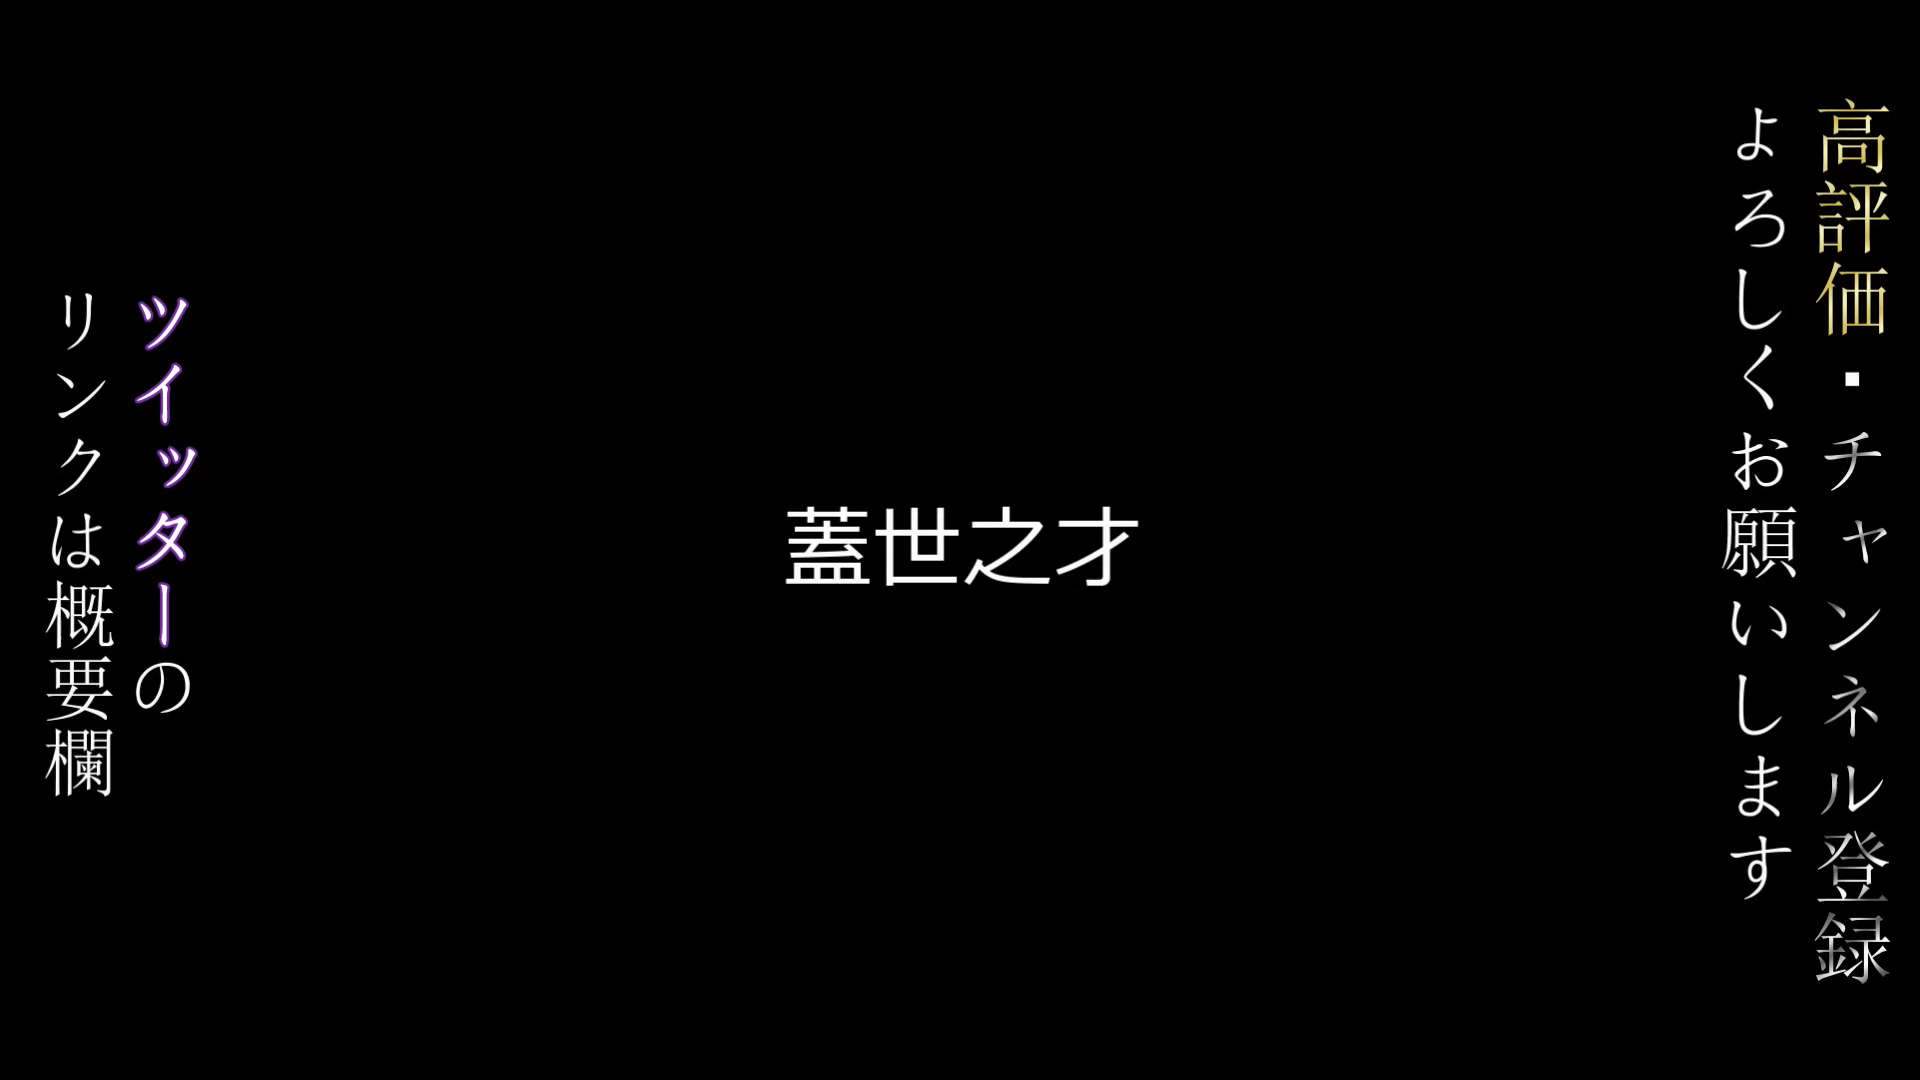 高評価・チャンネル登録
よろしくお願いします
蓋世之才
ツイッターの
リンクは概要欄